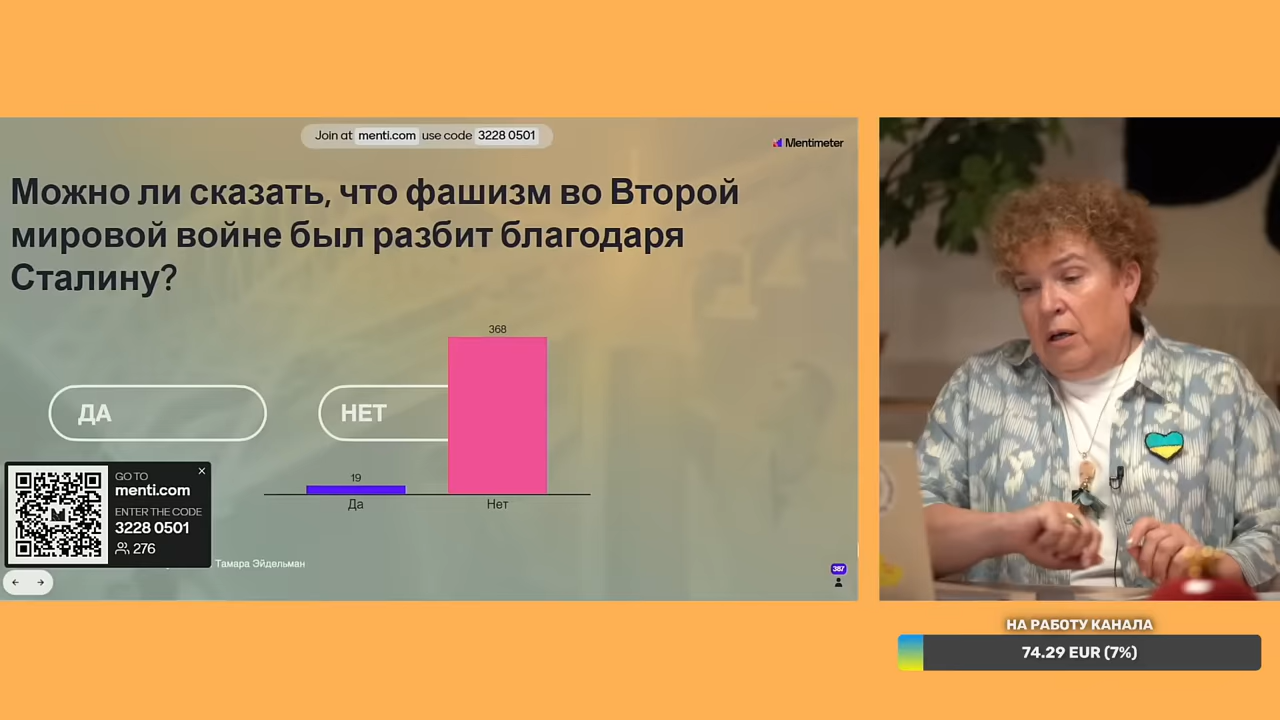 Join at menti.com use code 3228 0501
Mentimeter
Можно ли сказать, что фашизм во Второй
мировой войне был разбит благодаря
Сталину?
368
ДА
НЕТ
19
Да
Нет
GO TO
menti.com
ENTER THE CODE
3228 0501
276
Тамара Эйдельман
387
НА РАБОТУ КАНАЛА
74.29 EUR (7%)